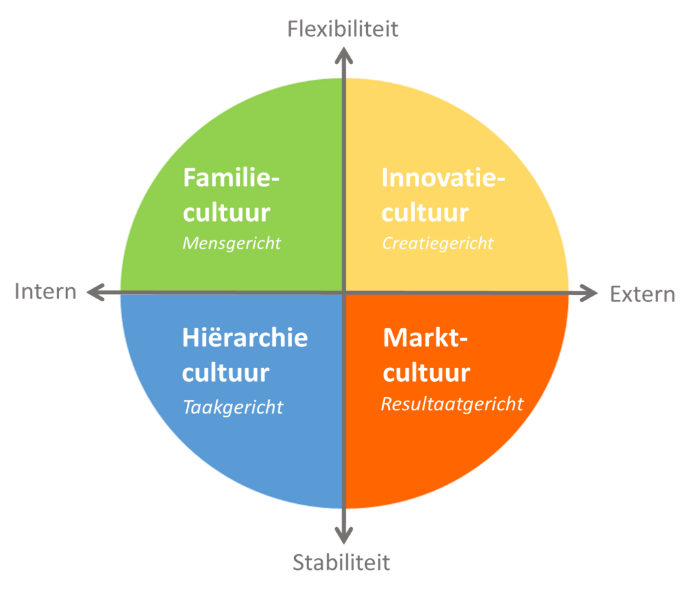 Flexibiliteit
Familie-
cultuur
Mensgericht
Innovatie-
cultuur
Creatiegericht
Intern
Extern
Hiërarchie
cultuur
Taakgericht
Markt-
cultuur
Resultaatgericht
Stabiliteit